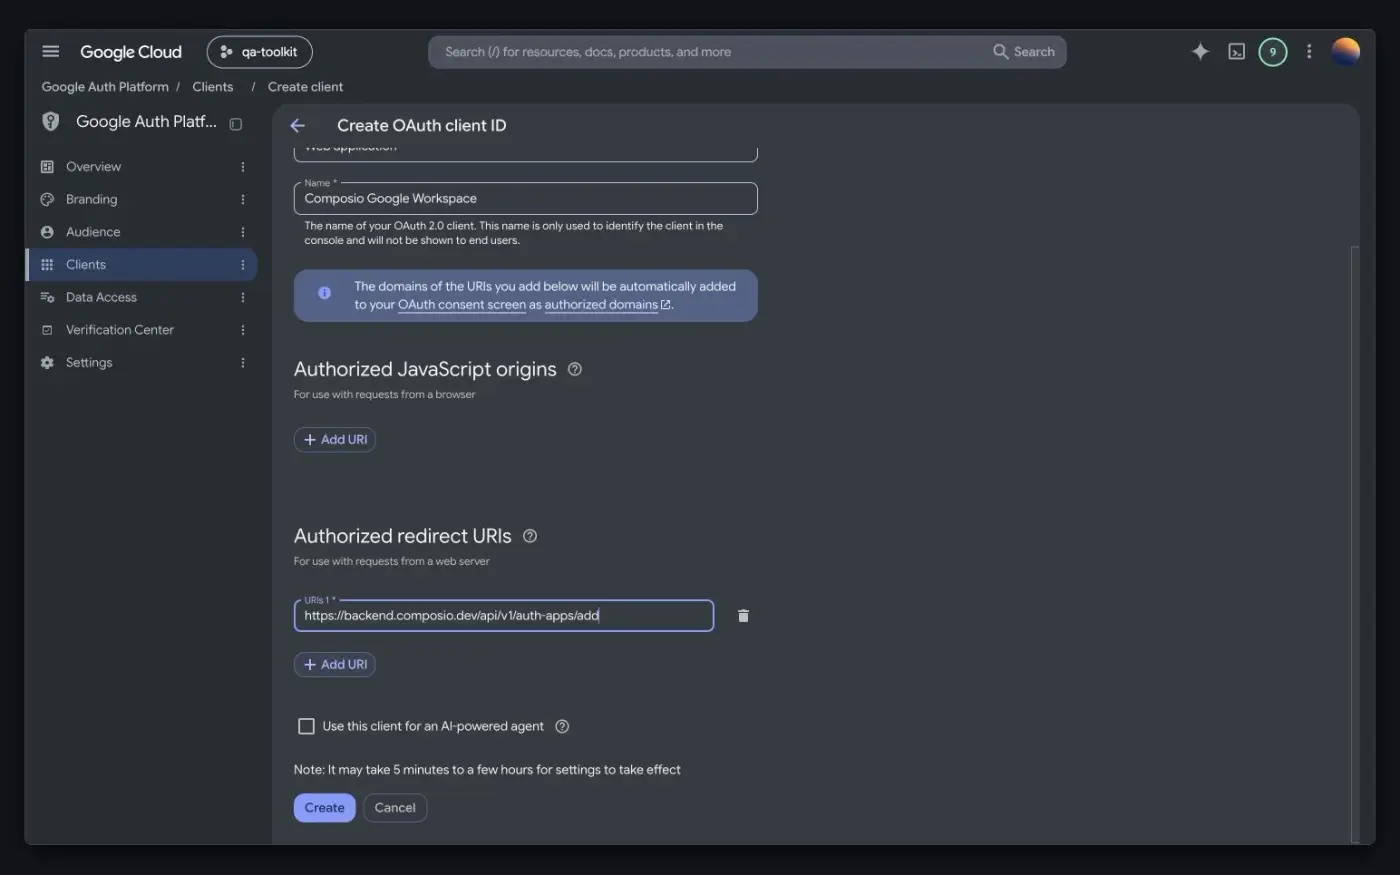 Google Cloud
qa-toolkit
Search (/) for resources, docs, products, and more
Search
9
Google Auth Platform / Clients / Create client
Google Auth Platf...
Overview
Branding
Audience
Clients
Data Access
Verification Center
Settings
Create OAuth client ID
Web application
Name *
Composio Google Workspace
The name of your OAuth 2.0 client. This name is only used to identify the client in the
console and will not be shown to end users.
The domains of the URIs you add below will be automatically added
to your OAuth consent screen as authorized domains.
Authorized JavaScript origins
For use with requests from a browser
+ Add URI
Authorized redirect URIs
For use with requests from a web server
URIs 1 *
https://backend.composio.dev/api/v1/auth-apps/add
+ Add URI
Use this client for an AI-powered agent
Note: It may take 5 minutes to a few hours for settings to take effect
Create
Cancel